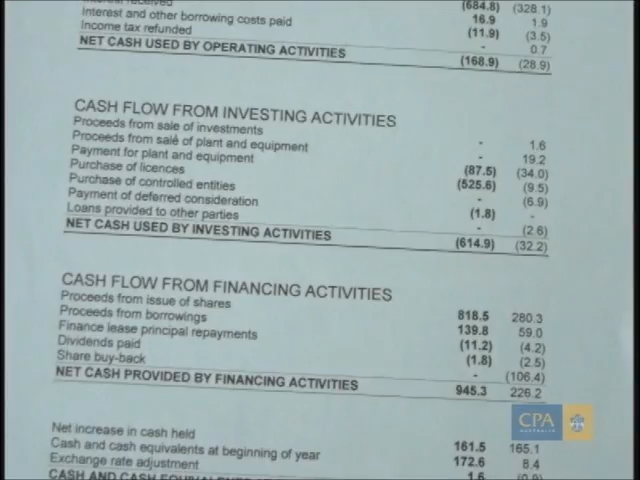 (684.8) (328.1)
received 16.9 1.9
Interest and other borrowing costs paid (11.9) (3.5)
Income tax refunded - 0.7
NET CASH USED BY OPERATING ACTIVITIES (168.9) (28.9)
CASH FLOW FROM INVESTING ACTIVITIES
Proceeds from sale of investments - 1.6
Proceeds from sale of plant and equipment - 19.2
Payment for plant and equipment (87.5) (34.0)
Purchase of licences (525.6) (9.5)
Purchase of controlled entities - (6.9)
Payment of deferred consideration (1.8) -
Loans provided to other parties - (2.6)
NET CASH USED BY INVESTING ACTIVITIES (614.9) (32.2)
CASH FLOW FROM FINANCING ACTIVITIES
Proceeds from issue of shares 818.5 280.3
Proceeds from borrowings 139.8 59.0
Finance lease principal repayments (11.2) (4.2)
Dividends paid (1.8) (2.5)
Share buy-back - (106.4)
NET CASH PROVIDED BY FINANCING ACTIVITIES 945.3 226.2
Net increase in cash held 161.5 165.1
Cash and cash equivalents at beginning of year 172.6 8.4
Exchange rate adjustment 1.6 (0.9)
CASH AND CASH EQUIVALENTS
CPA
AUSTRALIA